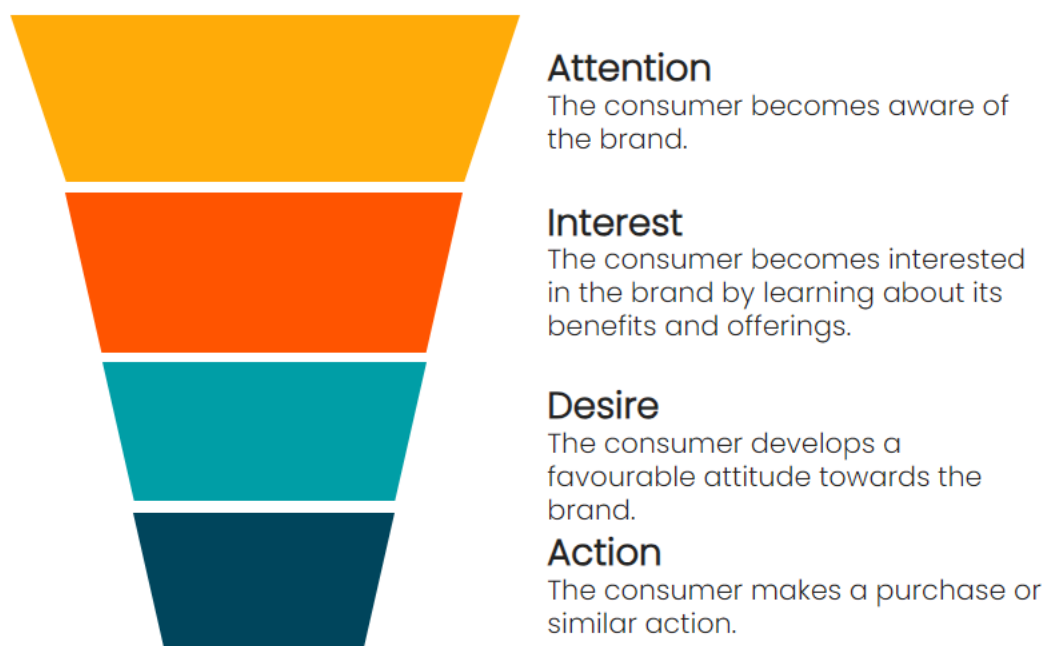 Attention
The consumer becomes aware of
the brand.
Interest
The consumer becomes interested
in the brand by learning about its
benefits and offerings.
Desire
The consumer develops a
favourable attitude towards the
brand.
Action
The consumer makes a purchase or
similar action.